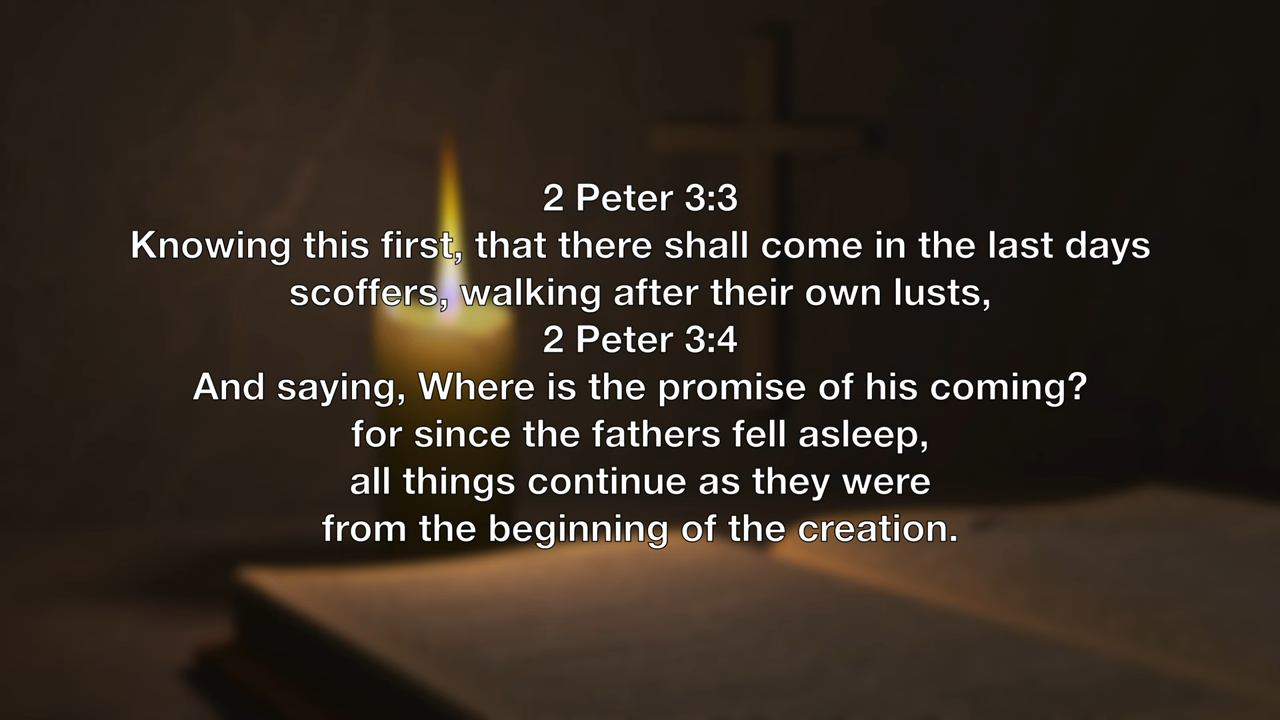 2 Peter 3:3
Knowing this first, that there shall come in the last days
scoffers, walking after their own lusts,
2 Peter 3:4
And saying, Where is the promise of his coming?
for since the fathers fell asleep,
all things continue as they were
from the beginning of the creation.